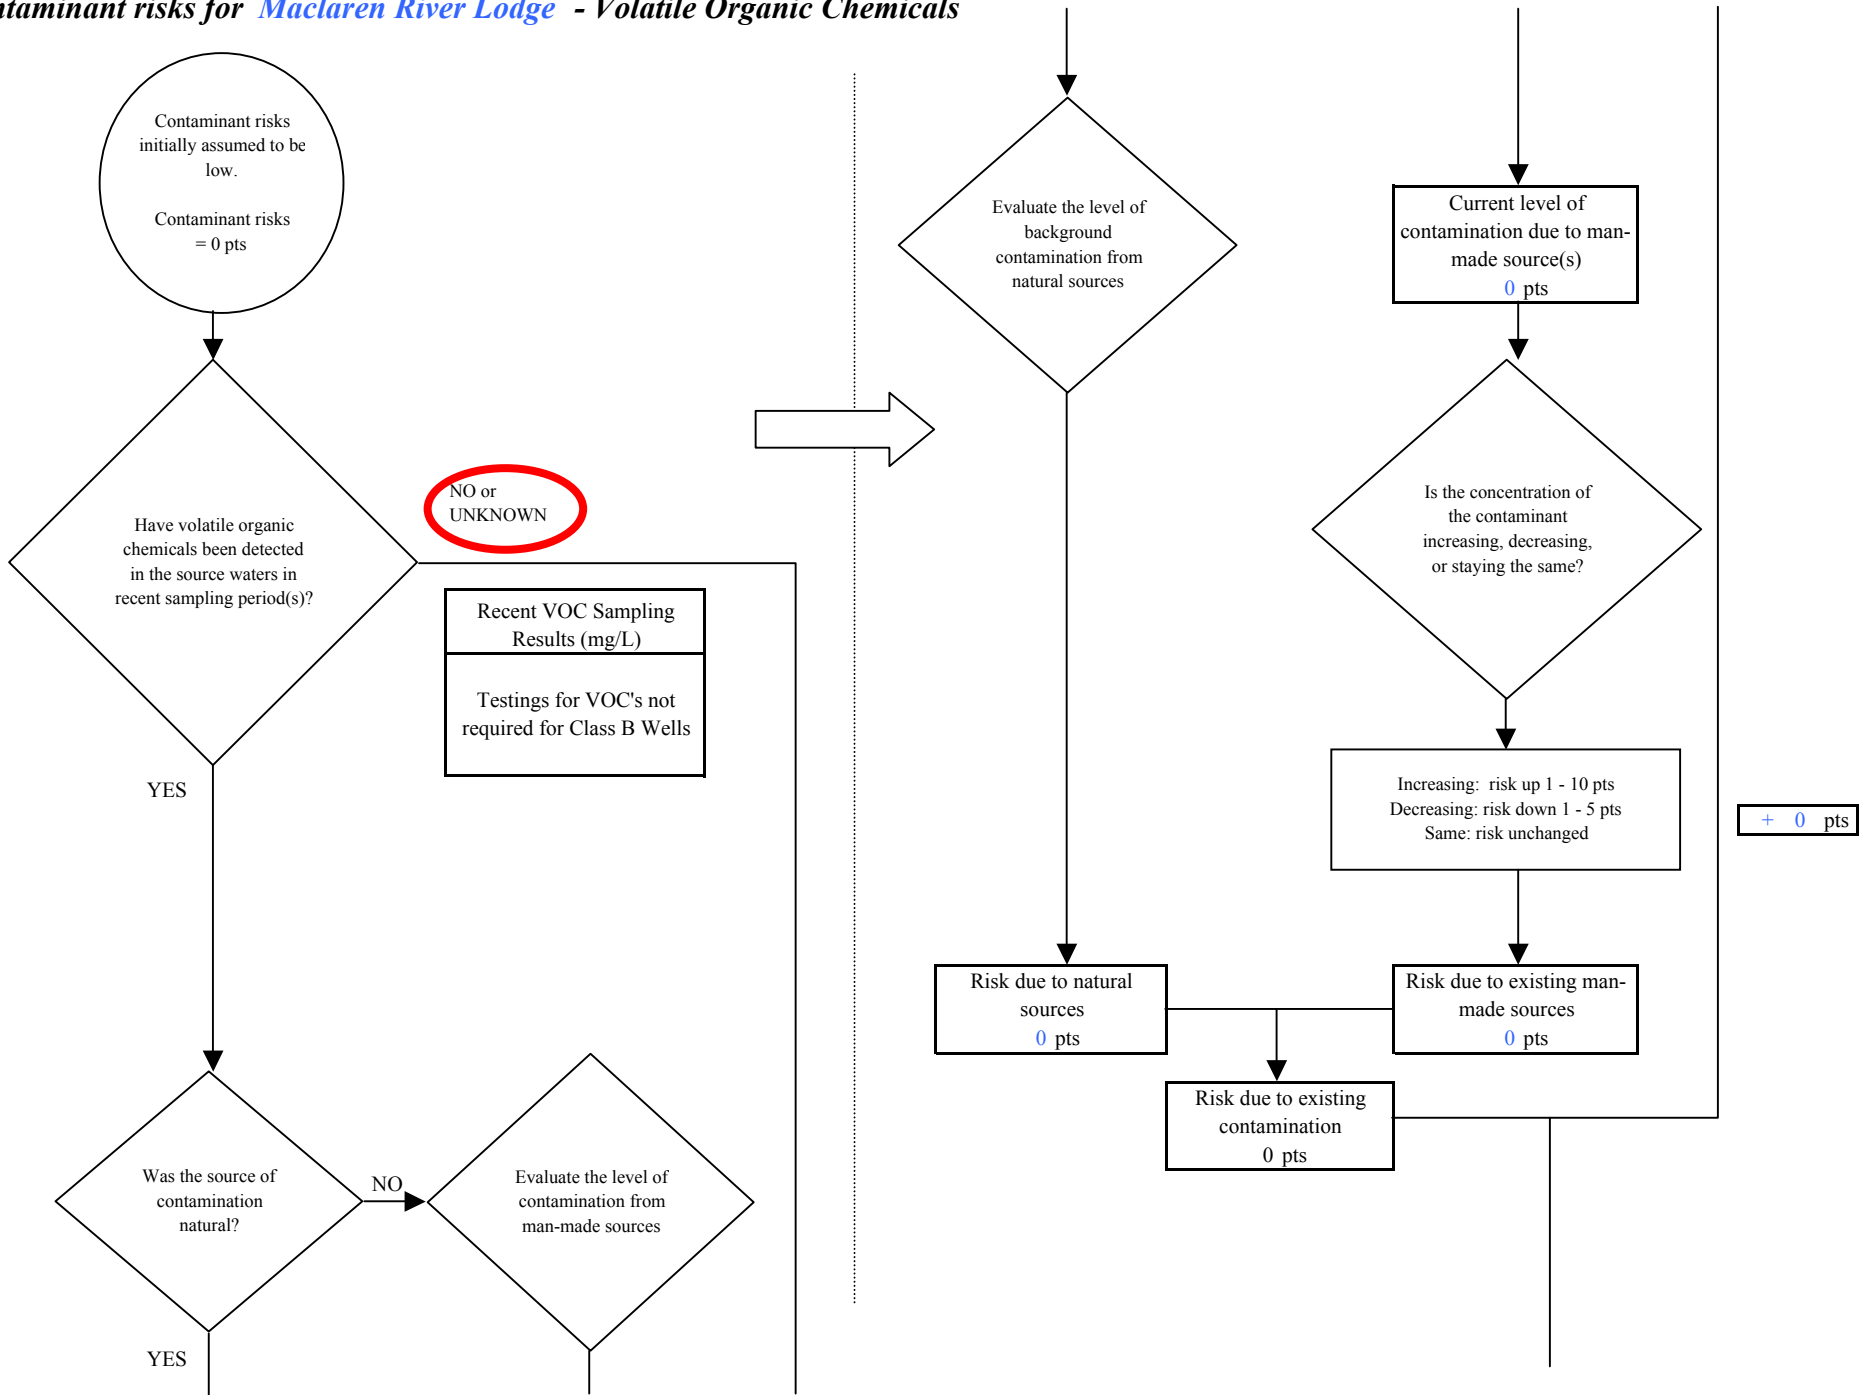 ntaminant risks for Maclaren River Lodge - Volatile Organic Chemicals
Contaminant risks
initially assumed to be
low.
Contaminant risks
= 0 pts
Have volatile organic
chemicals been detected
in the source waters in
recent sampling period(s)?
NO or
UNKNOWN
Recent VOC Sampling
Results (mg/L)
Testings for VOC's not
required for Class B Wells
YES
Was the source of
contamination
natural?
NO
Evaluate the level of
contamination from
man-made sources
YES
Evaluate the level of
background
contamination from
natural sources
Current level of
contamination due to man-
made source(s)
0 pts
Is the concentration of
the contaminant
increasing, decreasing,
or staying the same?
Increasing: risk up 1 - 10 pts
Decreasing: risk down 1 - 5 pts
Same: risk unchanged
+ 0 pts
Risk due to natural
sources
0 pts
Risk due to existing man-
made sources
0 pts
Risk due to existing
contamination
0 pts